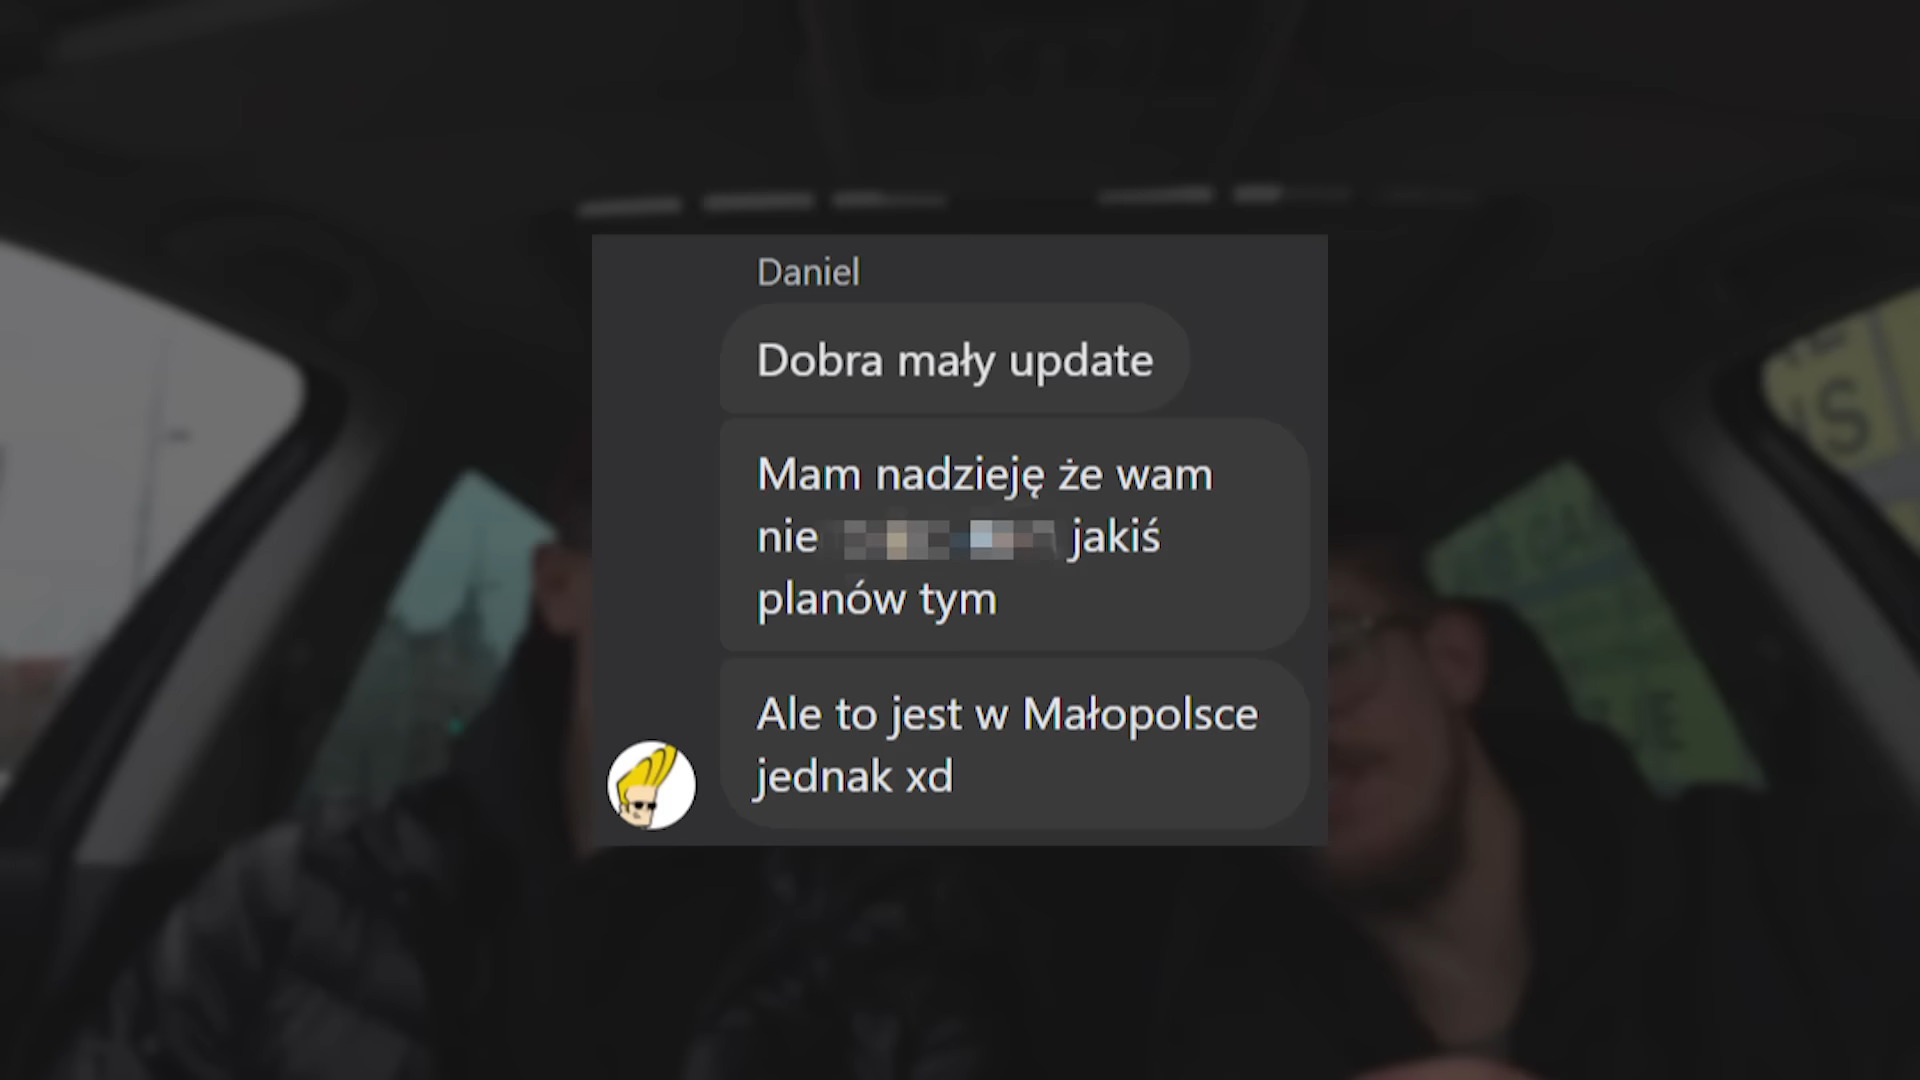 Daniel
Dobra mały update
Mam nadzieję że wam
nie jakiś
planów tym
Ale to jest w Małopolsce
jednak xd